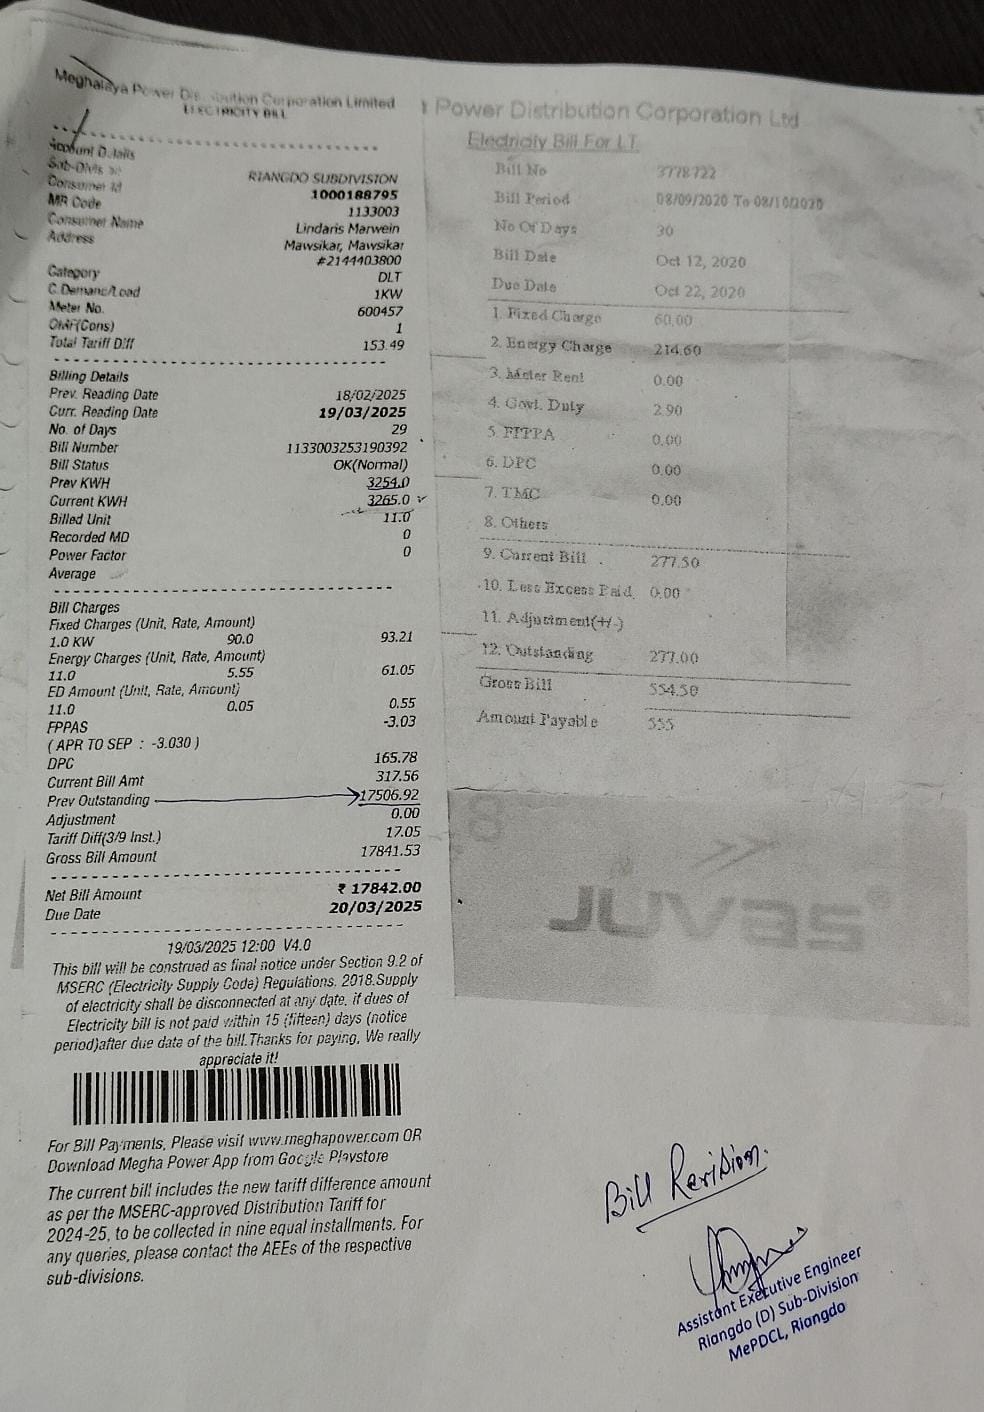 Meghalaya Power Distribution Corporation Limited
ELECTRICITY BILL
Account Details
Sub-Division RIANGDO SUBDIVISION
Consumer Id 1000188795
MR Code 1133003
Consumer Name Lindaris Marwein
Address Mawsikar, Mawsikar
#2144403800
Category DLT
C.Demand/Load 1KW
Meter No. 600457
OMF(Cons) 1
Total Tariff Diff 153.49
Billing Details
Prev. Reading Date 18/02/2025
Curr. Reading Date 19/03/2025
No. of Days 29
Bill Number 1133003253190392
Bill Status OK(Normal)
Prev KWH 3254.0
Current KWH 3265.0 ✓
Billed Unit 11.0
Recorded MD 0
Power Factor 0
Average
Bill Charges
Fixed Charges (Unit, Rate, Amount)
1.0 KW 90.0 93.21
Energy Charges (Unit, Rate, Amount)
11.0 5.55 61.05
ED Amount (Unit, Rate, Amount)
11.0 0.05 0.55
FPPAS -3.03
( APR TO SEP : -3.030 )
DPC 165.78
Current Bill Amt 317.56
Prev Outstanding 17506.92
Adjustment 0.00
Tariff Diff(3/9 Inst.) 17.05
Gross Bill Amount 17841.53
Net Bill Amount ₹ 17842.00
Due Date 20/03/2025
19/03/2025 12:00 V4.0
This bill will be construed as final notice under Section 9.2 of
MSERC (Electricity Supply Code) Regulations, 2018.Supply
of electricity shall be disconnected at any date, if dues of
Electricity bill is not paid within 15 (fifteen) days (notice
period)after due date of the bill.Thanks for paying, We really
appreciate it!
For Bill Payments, Please visit www.meghapower.com OR
Download Megha Power App from Google Playstore
The current bill includes the new tariff difference amount
as per the MSERC-approved Distribution Tariff for
2024-25, to be collected in nine equal installments. For
any queries, please contact the AEEs of the respective
sub-divisions.
Power Distribution Corporation Ltd
Electricity Bill For LT
Bill No 3778722
Bill Period 08/09/2020 To 08/10/2020
No Of Days 30
Bill Date Oct 12, 2020
Due Date Oct 22, 2020
1. Fixed Charge 60.00
2. Energy Charge 214.60
3. Meter Rent 0.00
4. Govt. Duty 2.90
5. FPPPA 0.00
6. DPC 0.00
7. TMC 0.00
8. Others
9. Current Bill 277.50
10. Less Excess Paid 0.00
11. Adjustment(+/-)
12. Outstanding 277.00
Gross Bill 554.50
Amount Payable 555
JUVAS
Bill Revision.
Assistant Executive Engineer
Riangdo (D) Sub-Division
MePDCL, Riangdo